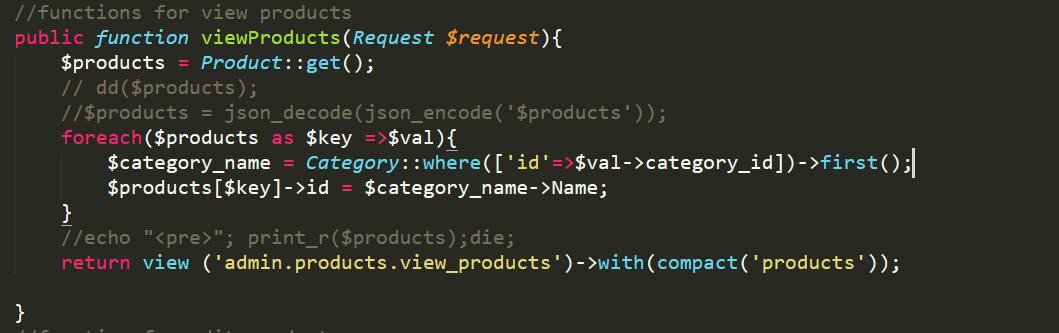 //functions for view products
public function viewProducts(Request $request){
    $products = Product::get();
    // dd($products);
    //$products = json_decode(json_encode('$products'));
    foreach($products as $key =>$val){
        $category_name = Category::where(['id'=>$val->category_id])->first();
        $products[$key]->id = $category_name->Name;
    }
    //echo "<pre>"; print_r($products);die;
    return view ('admin.products.view_products')->with(compact('products'));
}